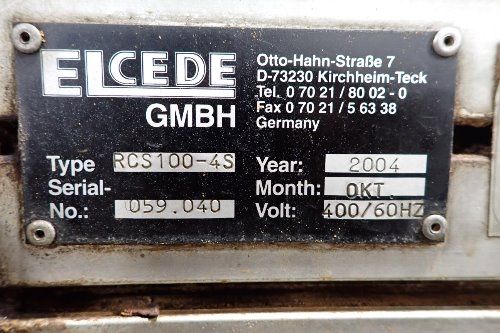 ELCEDE
GMBH
Otto-Hahn-Straße 7
D-73230 Kirchheim-Teck
Tel. 0 70 21 / 80 02 - 0
Fax 0 70 21 / 5 63 38
Germany
Type RCS100-4S Year: 2004
Serial- Month: OKT
No.: 059.040 Volt: 400/60HZ